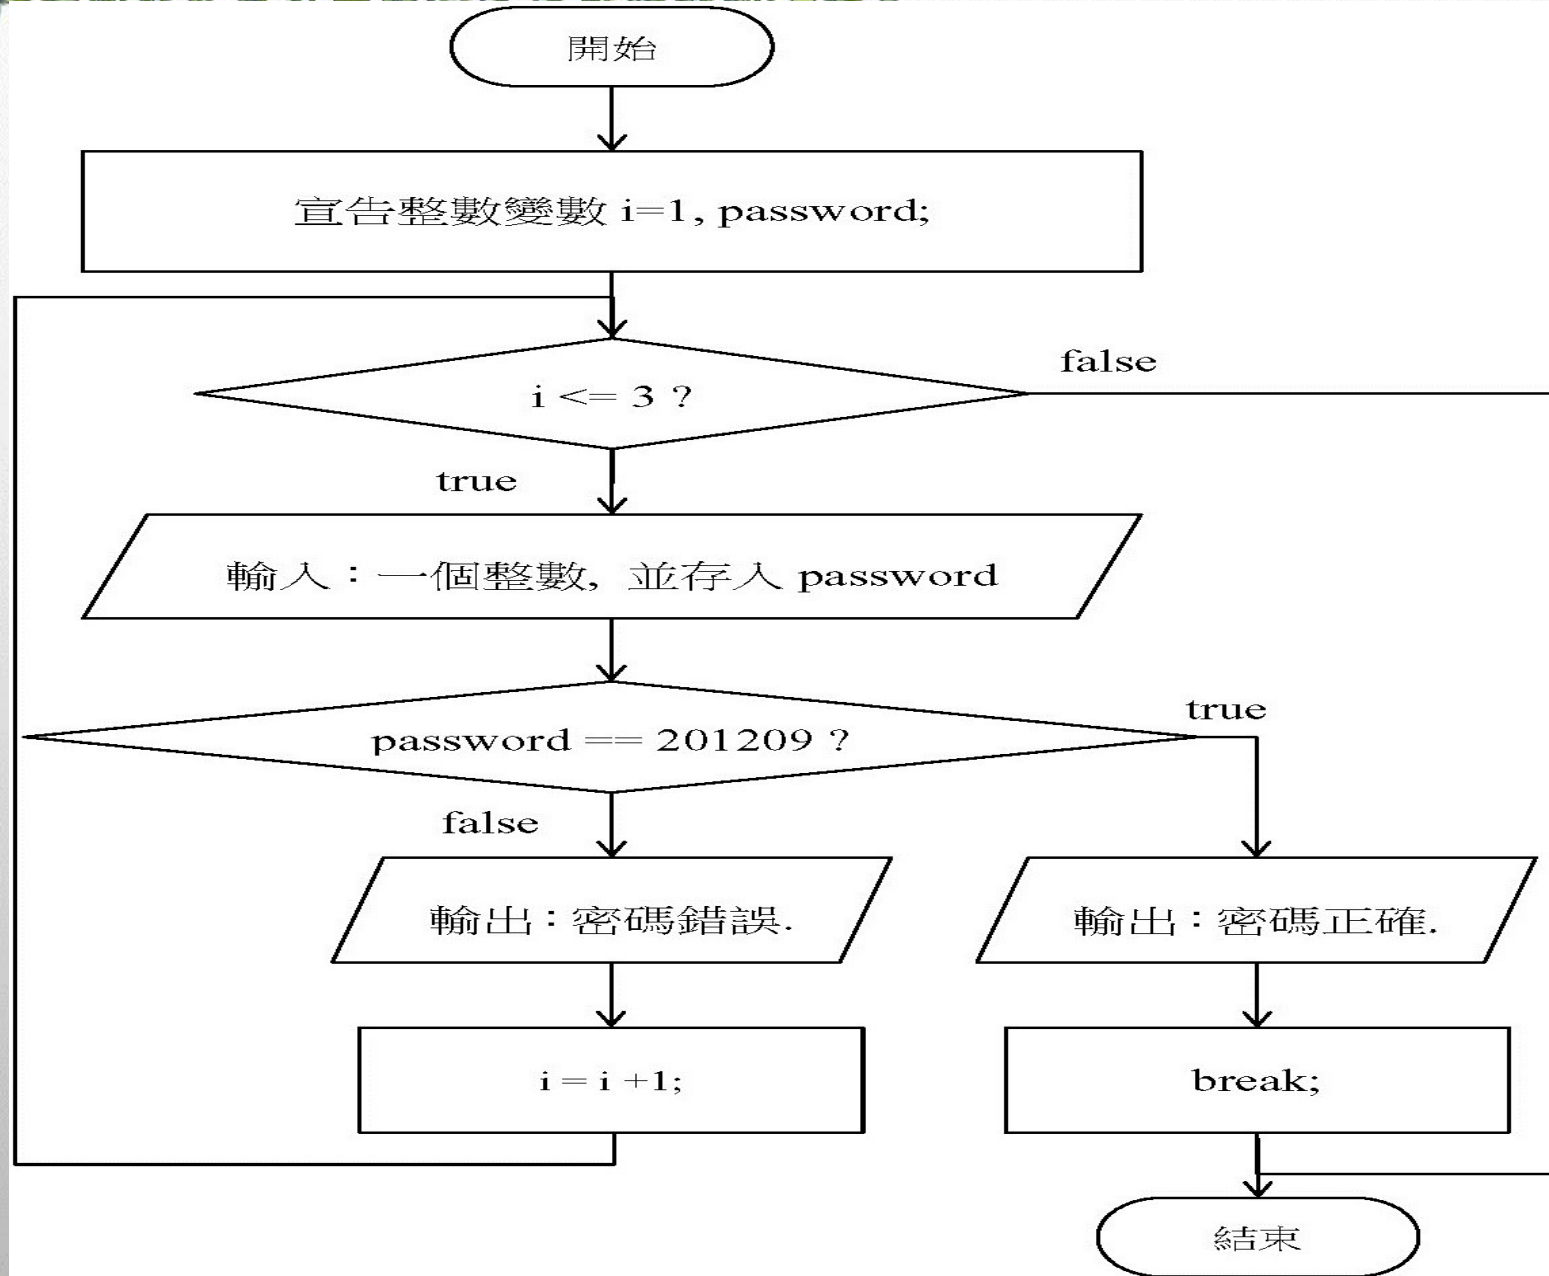 開始
宣告整數變數 i=1, password;
false
i <= 3 ?
true
輸入：一個整數, 並存入 password
true
password == 201209 ?
false
輸出：密碼錯誤.
輸出：密碼正確.
i = i +1;
break;
結束